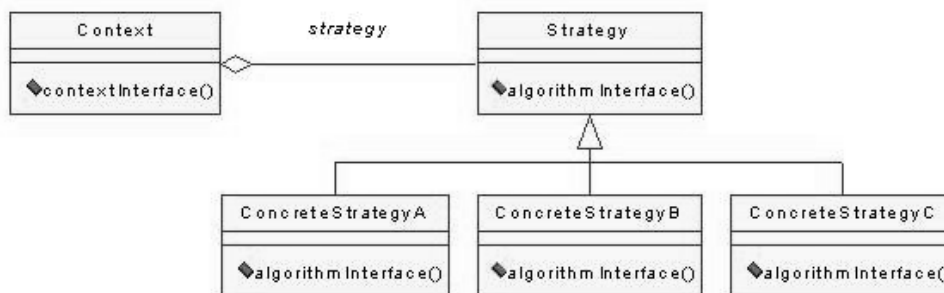 Context
strategy
Strategy
contextInterface()
algorithmInterface()
ConcreteStrategyA
ConcreteStrategyB
ConcreteStrategyC
algorithmInterface()
algorithmInterface()
algorithmInterface()